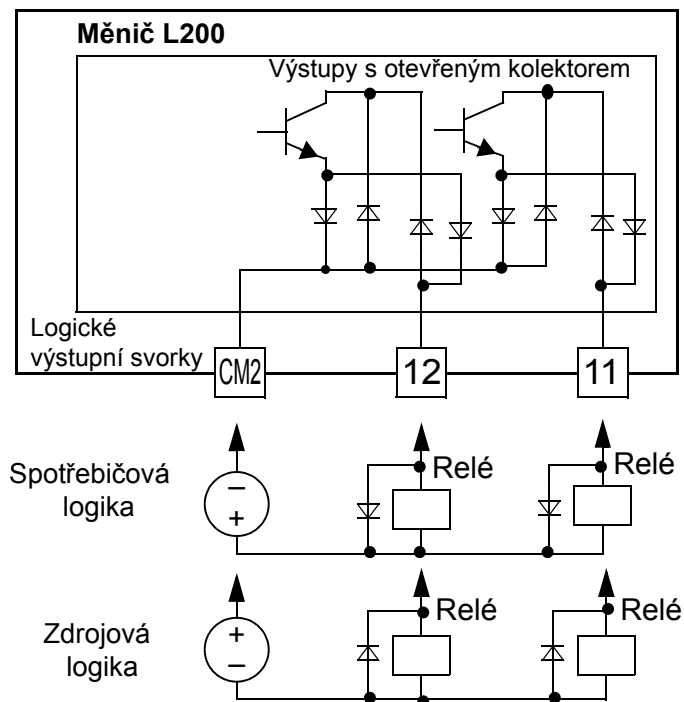 Měnič L200
Výstupy s otevřeným kolektorem
Logické
výstupní svorky
CM2
12
11
Spotřebičová
logika
–
+
Relé
Relé
Zdrojová
logika
+
–
Relé
Relé